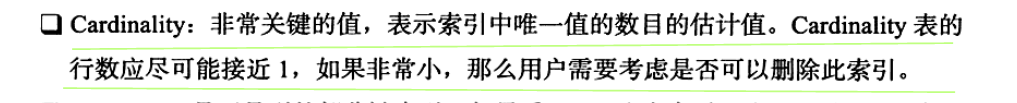 ❑ Cardinality：非常关键的值，表示索引中唯一值的数目的估计值。Cardinality 表的
行数应尽可能接近 1，如果非常小，那么用户需要考虑是否可以删除此索引。